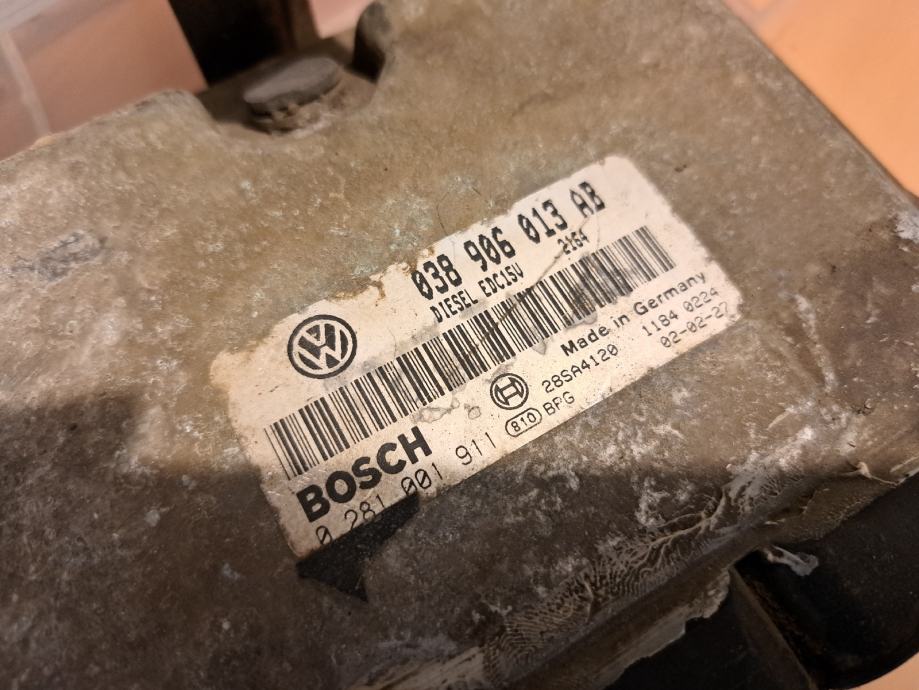 038 906 013 AB
DIESEL EDC15V 2164
Made in Germany
28SA4120 1184 0224
BOSCH 810 BPG 02-02-27
0 281 001 911